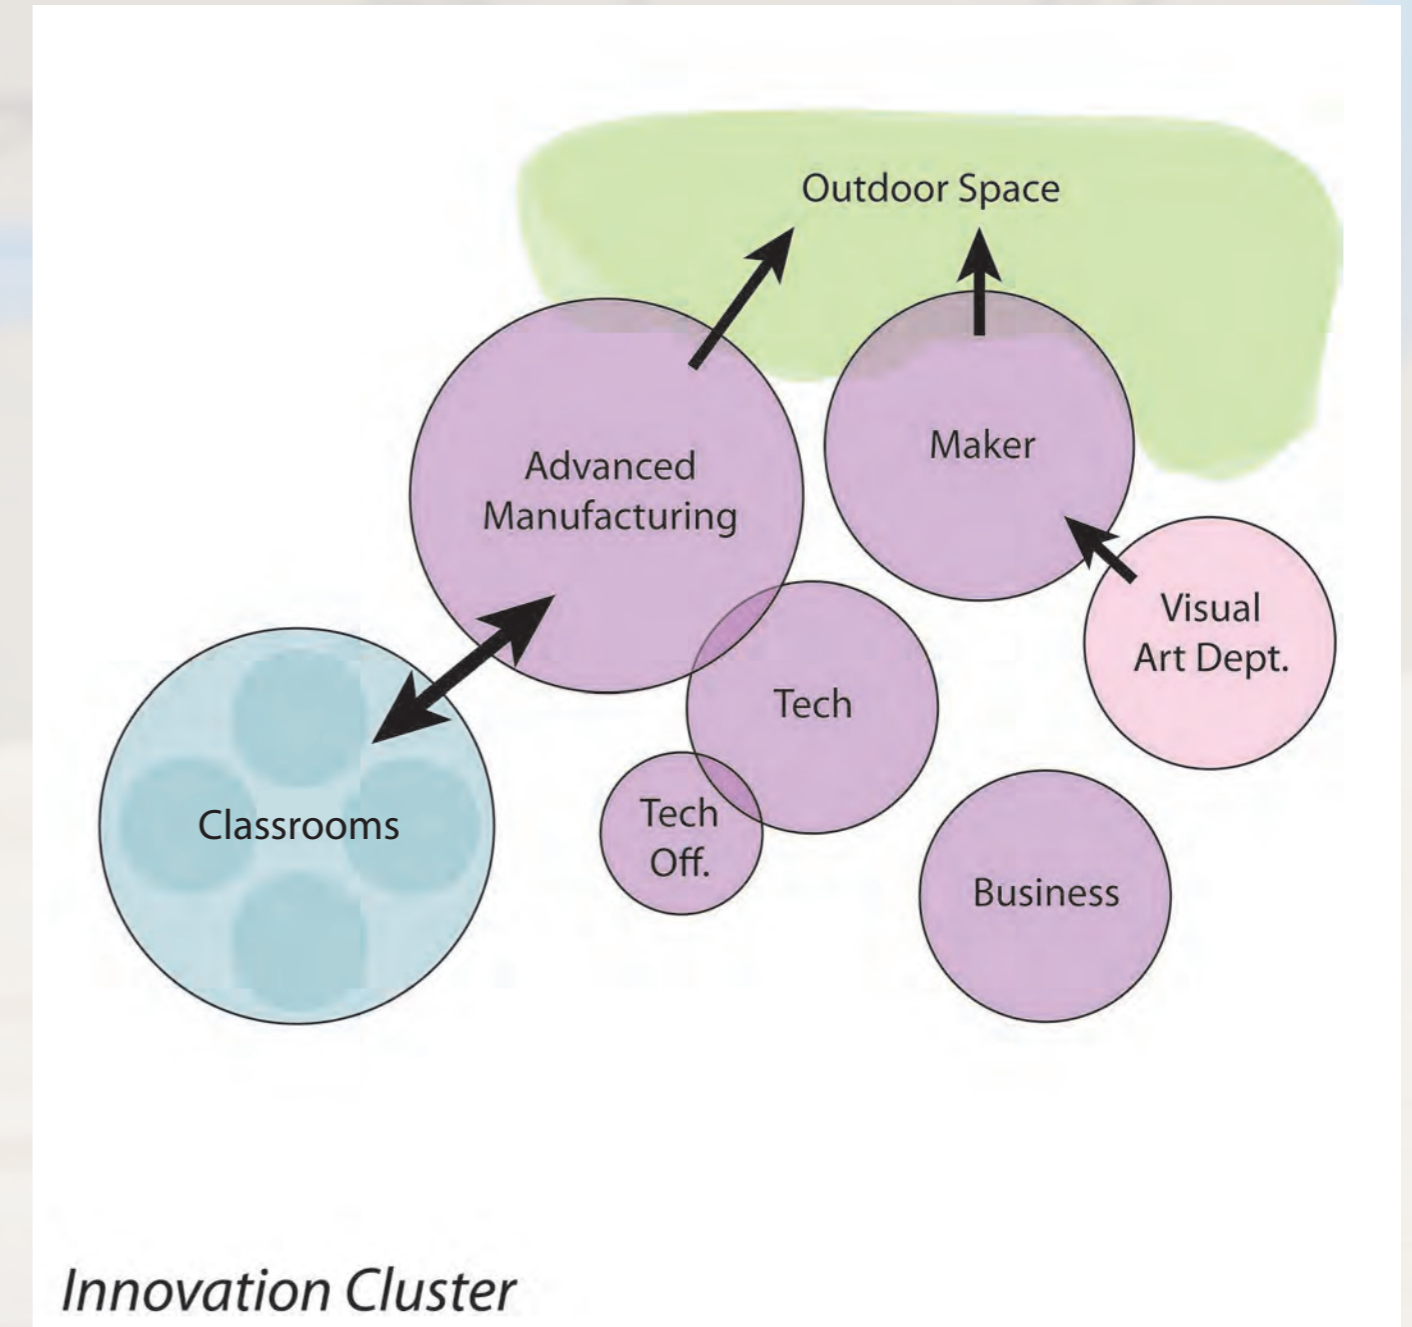 Outdoor Space
Advanced
Manufacturing
Maker
Visual
Art Dept.
Tech
Tech
Off.
Classrooms
Business
Innovation Cluster